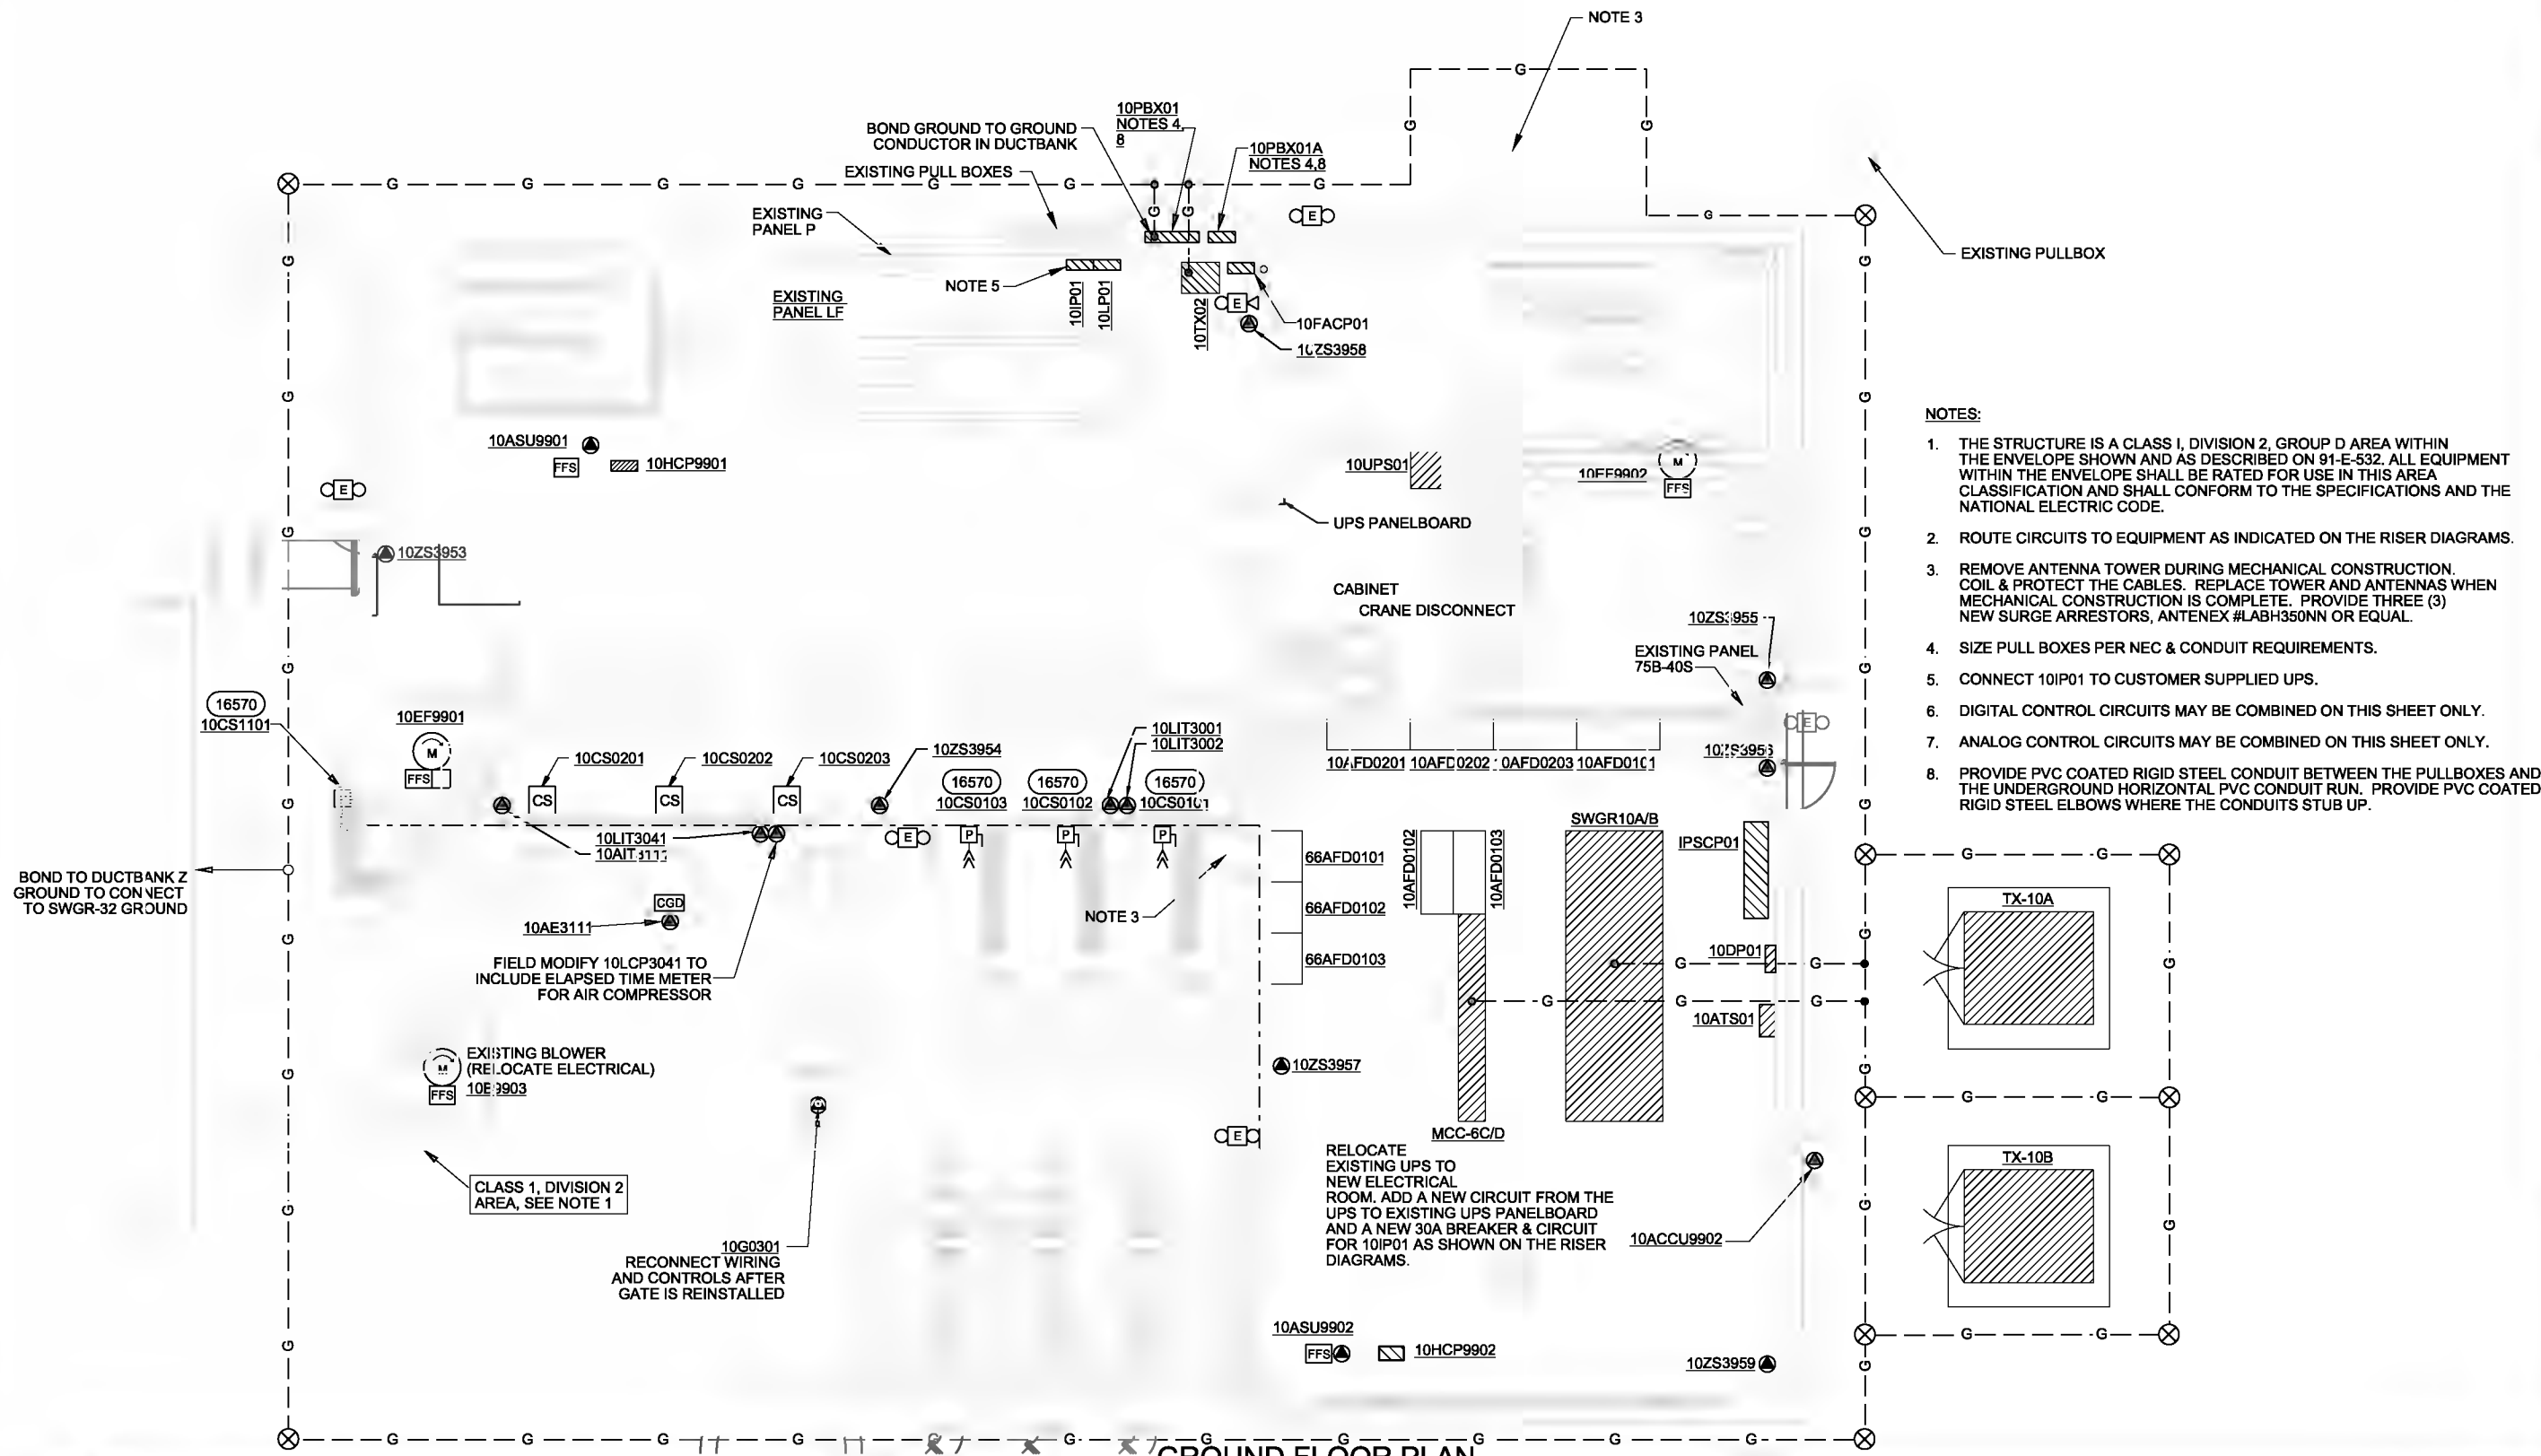 NOTE 3
10PBX01
NOTES 4,
8
BOND GROUND TO GROUND
CONDUCTOR IN DUCTBANK
10PBX01A
NOTES 4,8
EXISTING PULL BOXES
EXISTING
PANEL P
EXISTING PULLBOX
NOTE 5
EXISTING
PANEL LF
10IP01
10LP01
10TX02
E
E
10FACP01
10ZS3958
10ASU9901
FFS
10HCP9901
E
10UPS01
UPS PANELBOARD
M
FFS
10ZS3953
CABINET
CRANE DISCONNECT
10ZS3955
EXISTING PANEL
75B-40S
16570
10CS1101
10EF9901
M
FFS
10CS0201
10CS0202
10CS0203
CS
CS
CS
10ZS3954
10LIT3001
10LIT3002
16570
10CS0103
16570
10CS0102
16570
10CS0101
10AFD0201
10AFD0202
10AFD0203
10AFD0101
E
10ZS3956
10LIT3041
E
P
P
P
66AFD0101
66AFD0102
66AFD0103
10AFD0102
10AFD0103
SWGR10A/B
IPSCP01
BOND TO DUCTBANK Z
GROUND TO CONNECT
TO SWGR-32 GROUND
CGD
10AE3111
NOTE 3
FIELD MODIFY 10LCP3041 TO
INCLUDE ELAPSED TIME METER
FOR AIR COMPRESSOR
10DP01
10ATS01
TX-10A
M
FFS
EXISTING BLOWER
(RELOCATE ELECTRICAL)
10ZS3957
E
MCC-6C/D
CLASS 1, DIVISION 2
AREA, SEE NOTE 1
RELOCATE
EXISTING UPS TO
NEW ELECTRICAL
ROOM. ADD A NEW CIRCUIT FROM THE
UPS TO EXISTING UPS PANELBOARD
AND A NEW 30A BREAKER & CIRCUIT
FOR 10IP01 AS SHOWN ON THE RISER
DIAGRAMS.
10ACCU9902
TX-10B
10G0301
RECONNECT WIRING
AND CONTROLS AFTER
GATE IS REINSTALLED
10ASU9902
FFS
10HCP9902
10ZS3959
GROUND FLOOR PLAN
NOTES:
1. THE STRUCTURE IS A CLASS I, DIVISION 2, GROUP D AREA WITHIN
THE ENVELOPE SHOWN AND AS DESCRIBED ON 91-E-532. ALL EQUIPMENT
WITHIN THE ENVELOPE SHALL BE RATED FOR USE IN THIS AREA
CLASSIFICATION AND SHALL CONFORM TO THE SPECIFICATIONS AND THE
NATIONAL ELECTRIC CODE.
2. ROUTE CIRCUITS TO EQUIPMENT AS INDICATED ON THE RISER DIAGRAMS.
3. REMOVE ANTENNA TOWER DURING MECHANICAL CONSTRUCTION.
COIL & PROTECT THE CABLES. REPLACE TOWER AND ANTENNAS WHEN
MECHANICAL CONSTRUCTION IS COMPLETE. PROVIDE THREE (3)
NEW SURGE ARRESTORS, ANTENEX #LABH350NN OR EQUAL.
4. SIZE PULL BOXES PER NEC & CONDUIT REQUIREMENTS.
5. CONNECT 10IP01 TO CUSTOMER SUPPLIED UPS.
6. DIGITAL CONTROL CIRCUITS MAY BE COMBINED ON THIS SHEET ONLY.
7. ANALOG CONTROL CIRCUITS MAY BE COMBINED ON THIS SHEET ONLY.
8. PROVIDE PVC COATED RIGID STEEL CONDUIT BETWEEN THE PULLBOXES AND
THE UNDERGROUND HORIZONTAL PVC CONDUIT RUN. PROVIDE PVC COATED
RIGID STEEL ELBOWS WHERE THE CONDUITS STUB UP.